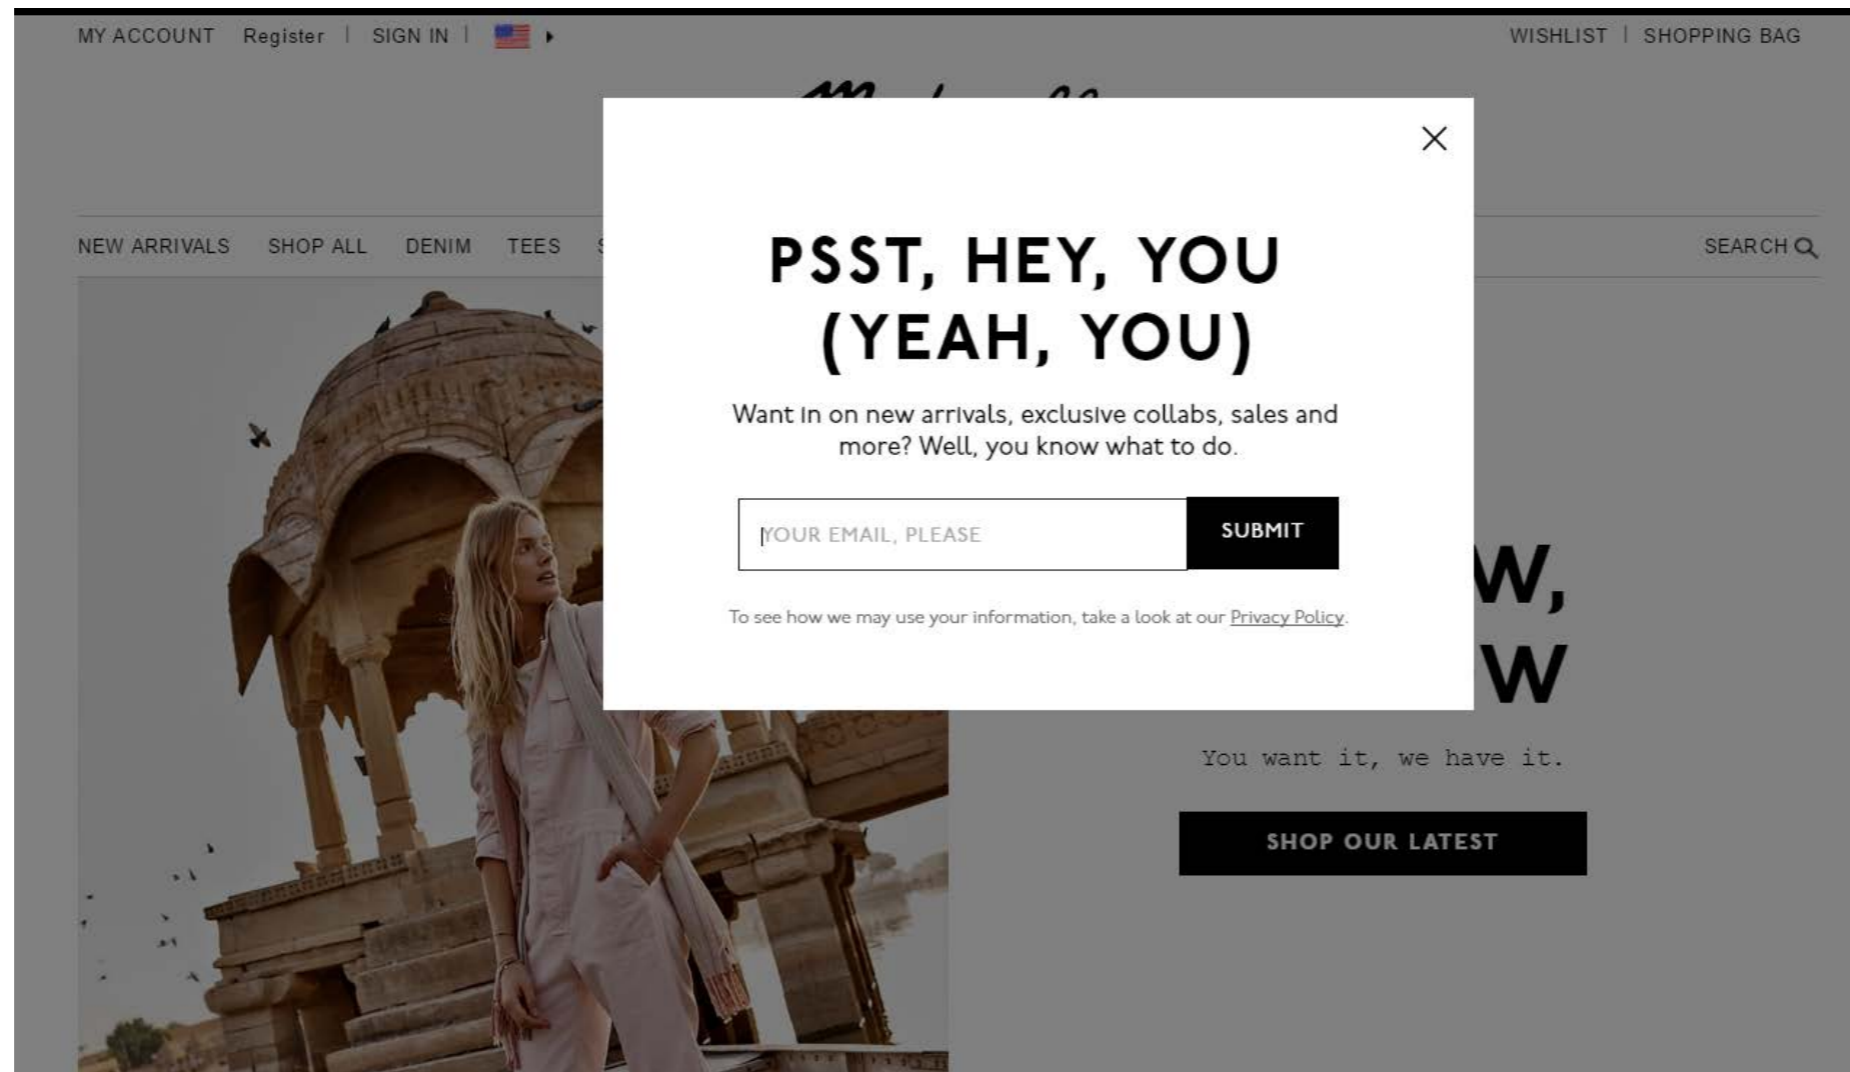 MY ACCOUNT Register | SIGN IN |
WISHLIST | SHOPPING BAG
NEW ARRIVALS SHOP ALL DENIM TEES
SEARCH
PSST, HEY, YOU
(YEAH, YOU)
Want in on new arrivals, exclusive collabs, sales and
more? Well, you know what to do.
YOUR EMAIL, PLEASE
SUBMIT
To see how we may use your information, take a look at our Privacy Policy.
You want it, we have it.
SHOP OUR LATEST